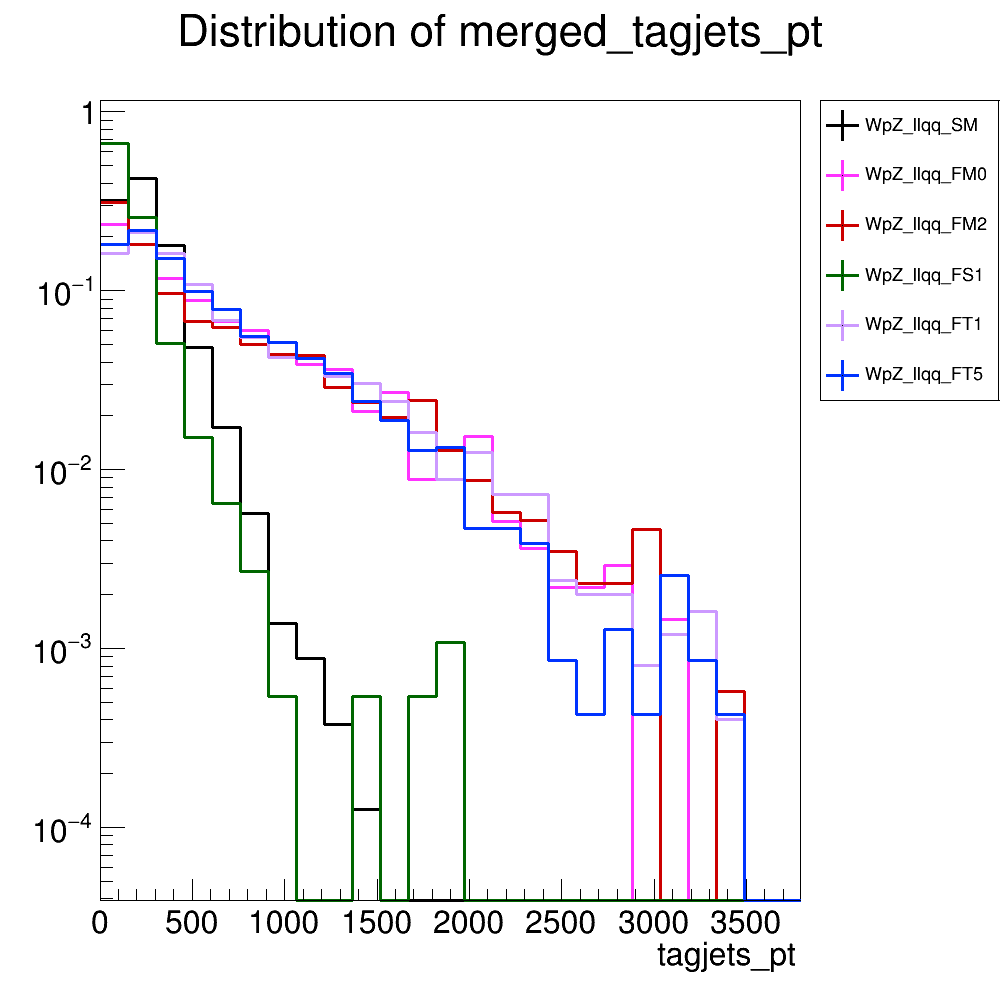 Distribution of merged_tagjets_pt
1
10−1
10−2
10−3
10−4
0 500 1000 1500 2000 2500 3000 3500
tagjets_pt
WpZ_llqq_SM
WpZ_llqq_FM0
WpZ_llqq_FM2
WpZ_llqq_FS1
WpZ_llqq_FT1
WpZ_llqq_FT5